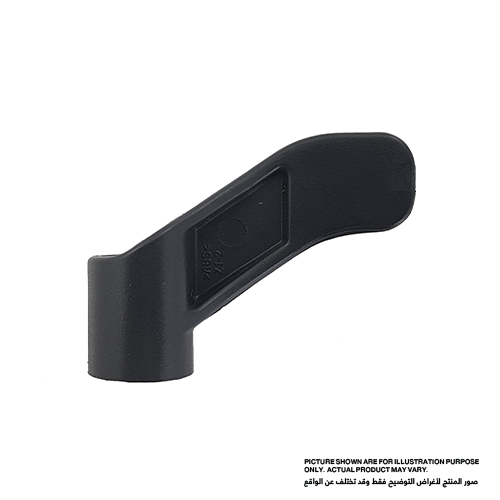 >ABS<
PICTURE SHOWN ARE FOR ILLUSTRATION PURPOSE
ONLY. ACTUAL PRODUCT MAY VARY.
صور المنتج لأغراض التوضيح فقط وقد تختلف عن الواقع